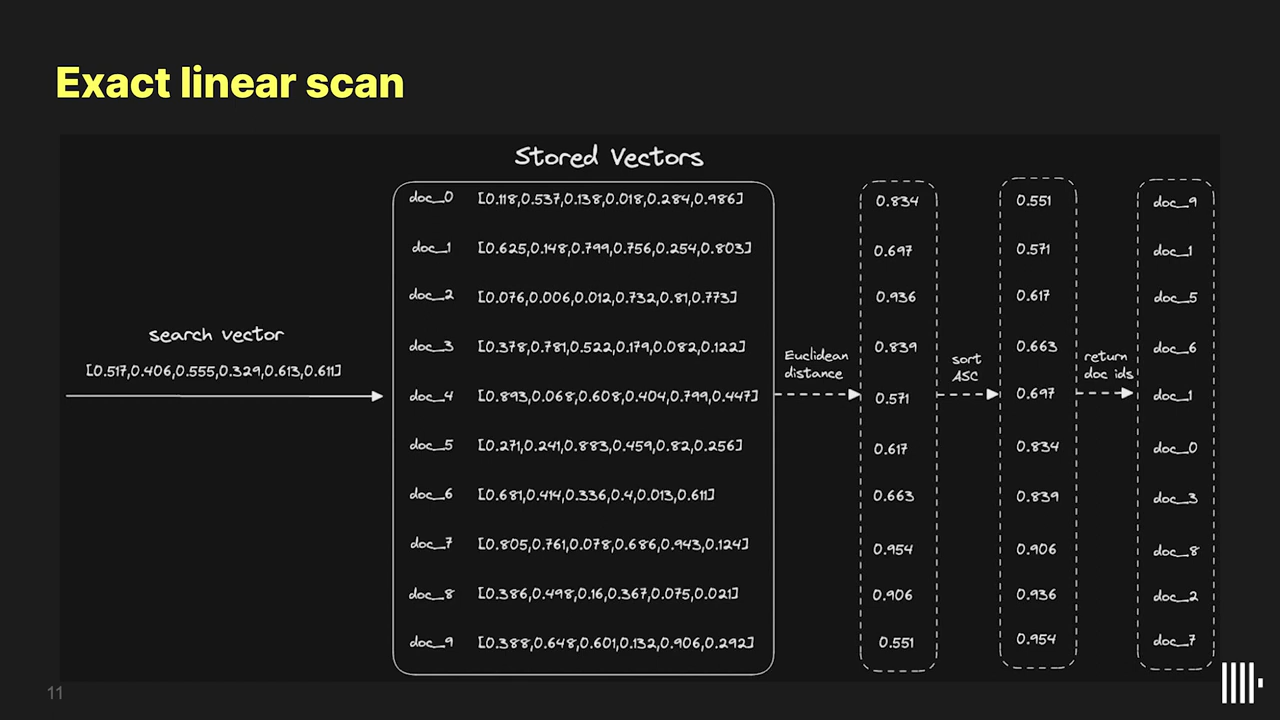 Exact linear scan
Stored Vectors
search vector
[0.517,0.406,0.555,0.329,0.613,0.611]
doc_0 [0.118,0.537,0.138,0.018,0.284,0.986]
doc_1 [0.625,0.148,0.799,0.756,0.254,0.803]
doc_2 [0.076,0.006,0.012,0.732,0.81,0.773]
doc_3 [0.378,0.781,0.522,0.179,0.082,0.122]
doc_4 [0.893,0.068,0.608,0.404,0.799,0.447]
doc_5 [0.271,0.241,0.883,0.459,0.82,0.256]
doc_6 [0.681,0.414,0.336,0.4,0.013,0.611]
doc_7 [0.805,0.761,0.078,0.686,0.943,0.124]
doc_8 [0.386,0.498,0.16,0.367,0.075,0.021]
doc_9 [0.388,0.648,0.601,0.132,0.906,0.292]
Euclidean
distance
0.834
0.697
0.936
0.839
0.571
0.617
0.663
0.954
0.906
0.551
sort
ASC
0.551
0.571
0.617
0.663
0.697
0.834
0.839
0.906
0.936
0.954
return
doc ids
doc_9
doc_1
doc_5
doc_6
doc_1
doc_0
doc_3
doc_8
doc_2
doc_7
11